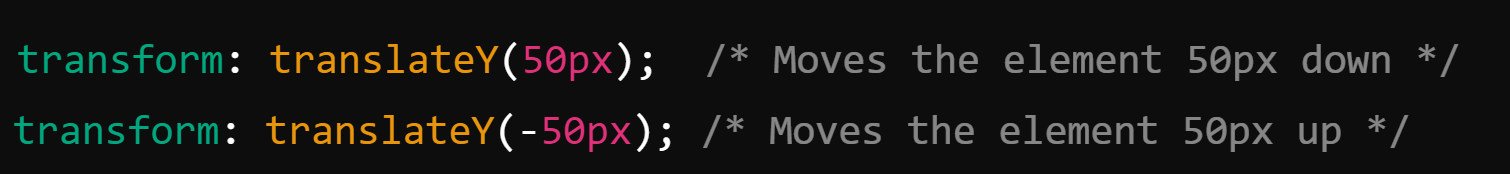 transform: translateY(50px);  /* Moves the element 50px down */
transform: translateY(-50px); /* Moves the element 50px up */